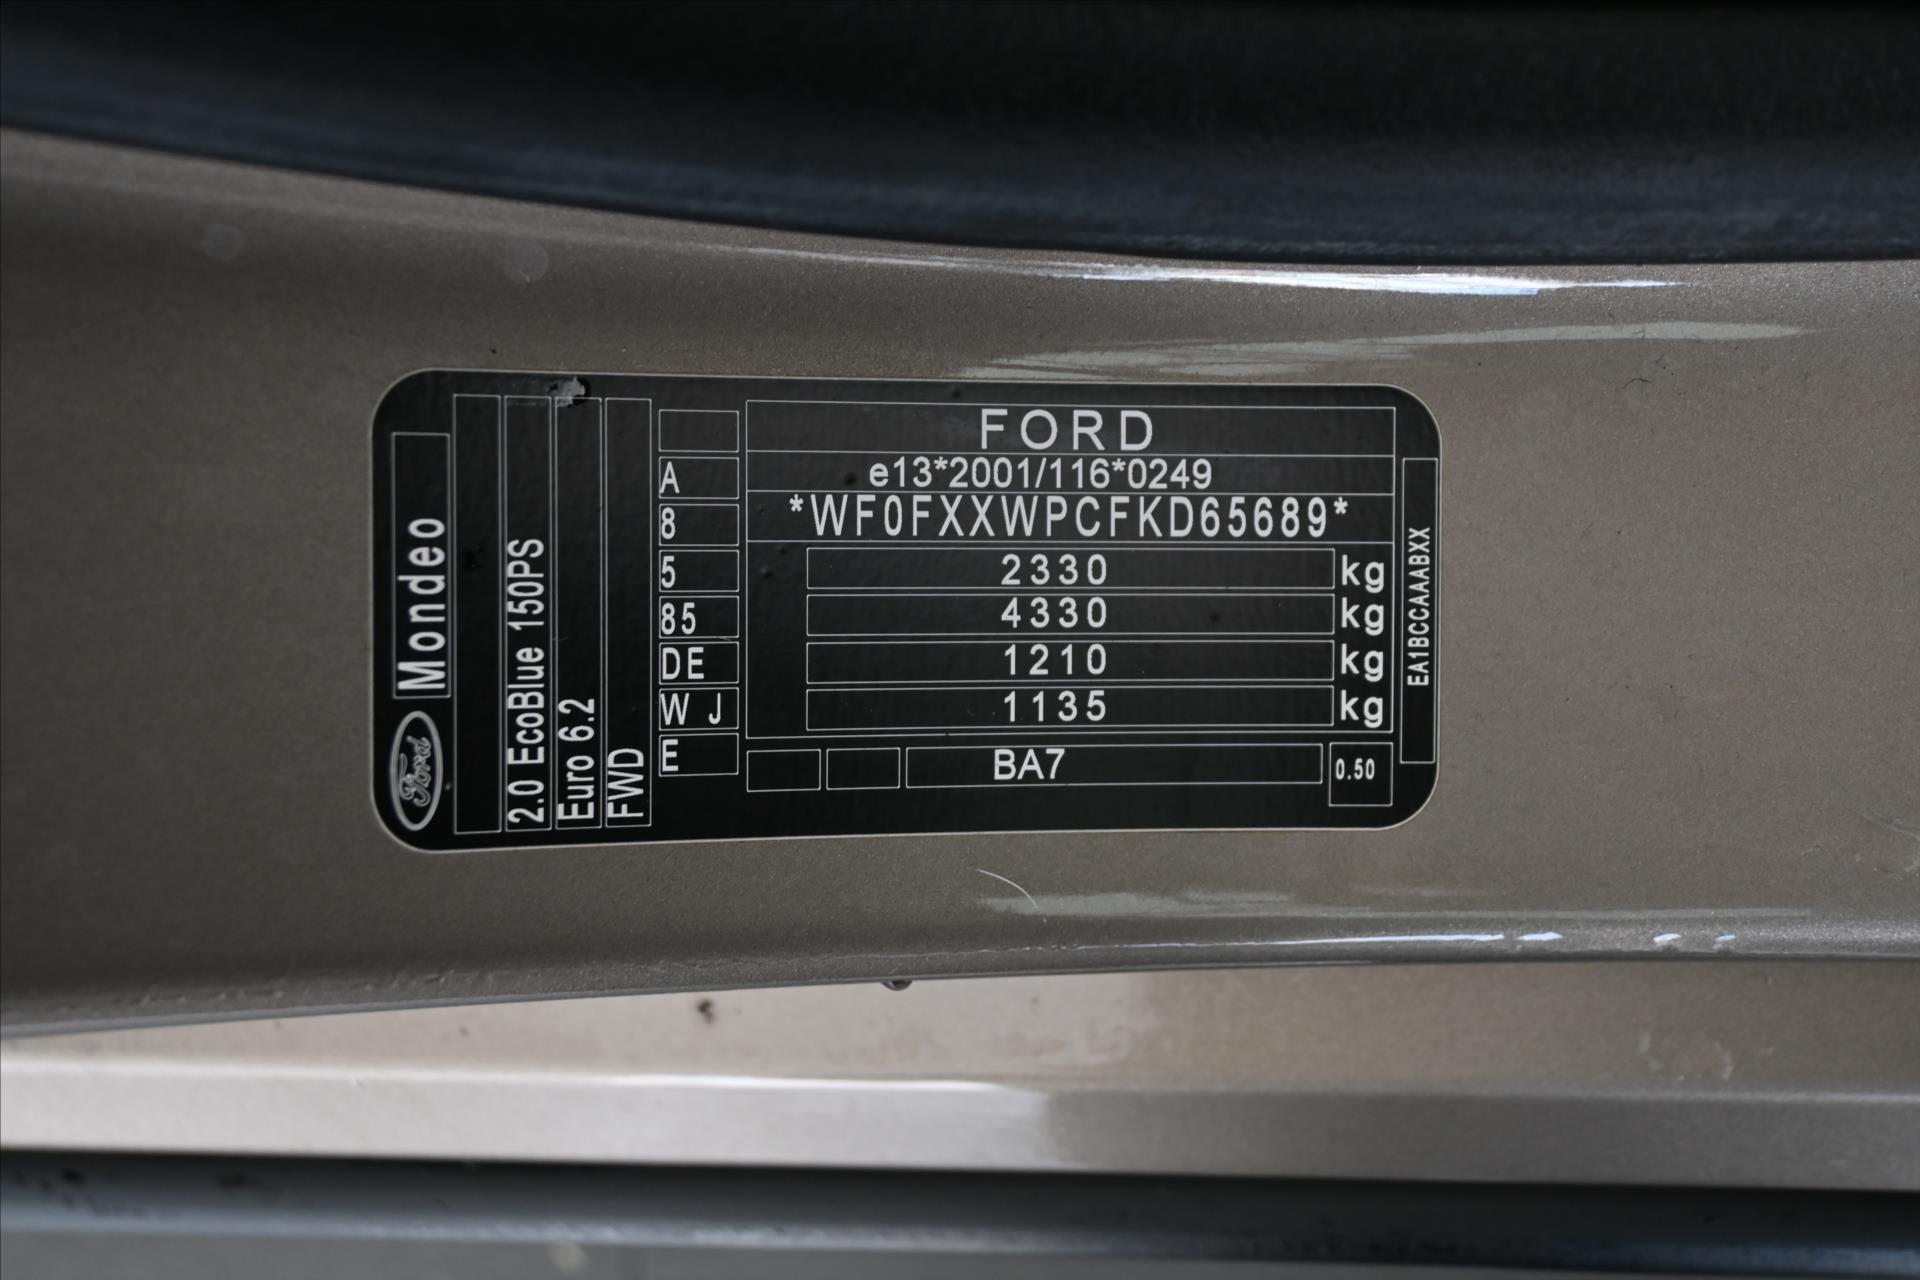 Ford
Mondeo
2.0 EcoBlue 150PS
Euro 6.2
FWD
A
8
5
85
DE
W J
E
FORD
e13*2001/116*0249
*WF0FXXWPCFKD65689*
2330 kg
4330 kg
1210 kg
1135 kg
BA7
0.50
EA1BCCAAABXX